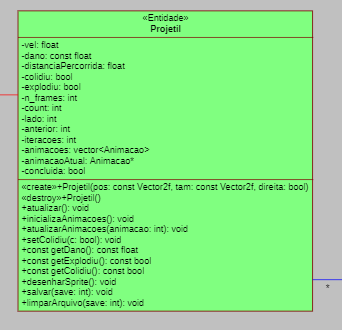 «Entidade»
Projetil
-vel: float
-dano: const float
-distanciaPercorrida: float
-colidiu: bool
-explodiu: bool
-n_frames: int
-count: int
-lado: int
-anterior: int
-iteracoes: int
-animacoes: vector<Animacao>
-animacaoAtual: Animacao*
-concluida: bool
«create»+Projetil(pos: const Vector2f, tam: const Vector2f, direita: bool)
«destroy»+Projetil()
+atualizar(): void
+inicializaAnimacoes(): void
+atualizarAnimacoes(animacao: int): void
+setColidiu(c: bool): void
+const getDano(): const float
+const getExplodiu(): const bool
+const getColidiu(): const bool
+desenharSprite(): void
+salvar(save: int): void
+limparArquivo(save: int): void
*